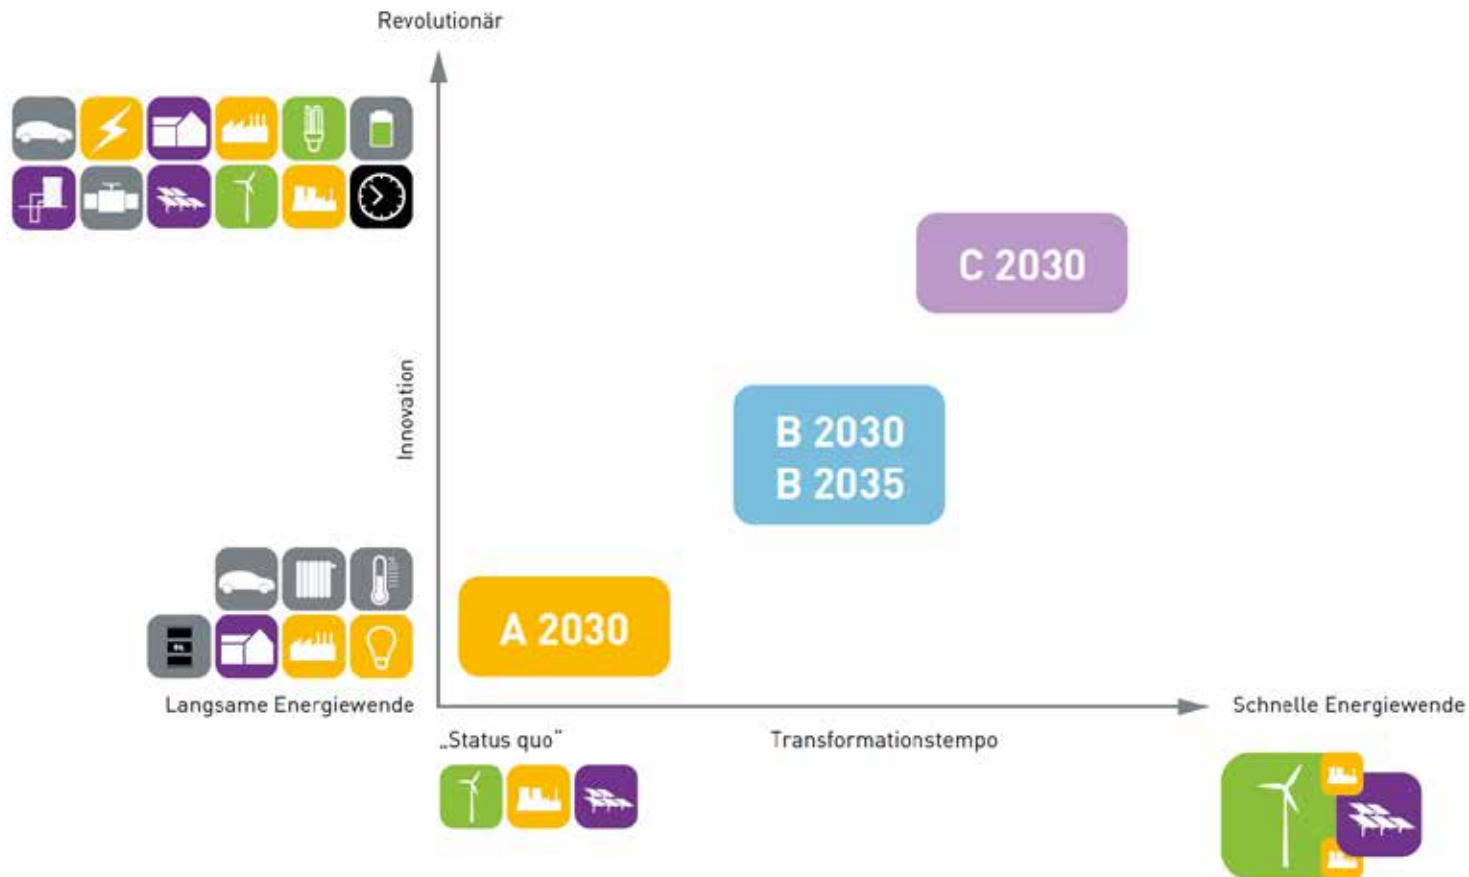 Revolutionär
Innovation
C 2030
B 2030
B 2035
A 2030
Langsame Energiewende
Schnelle Energiewende
„Status quo“
Transformationstempo